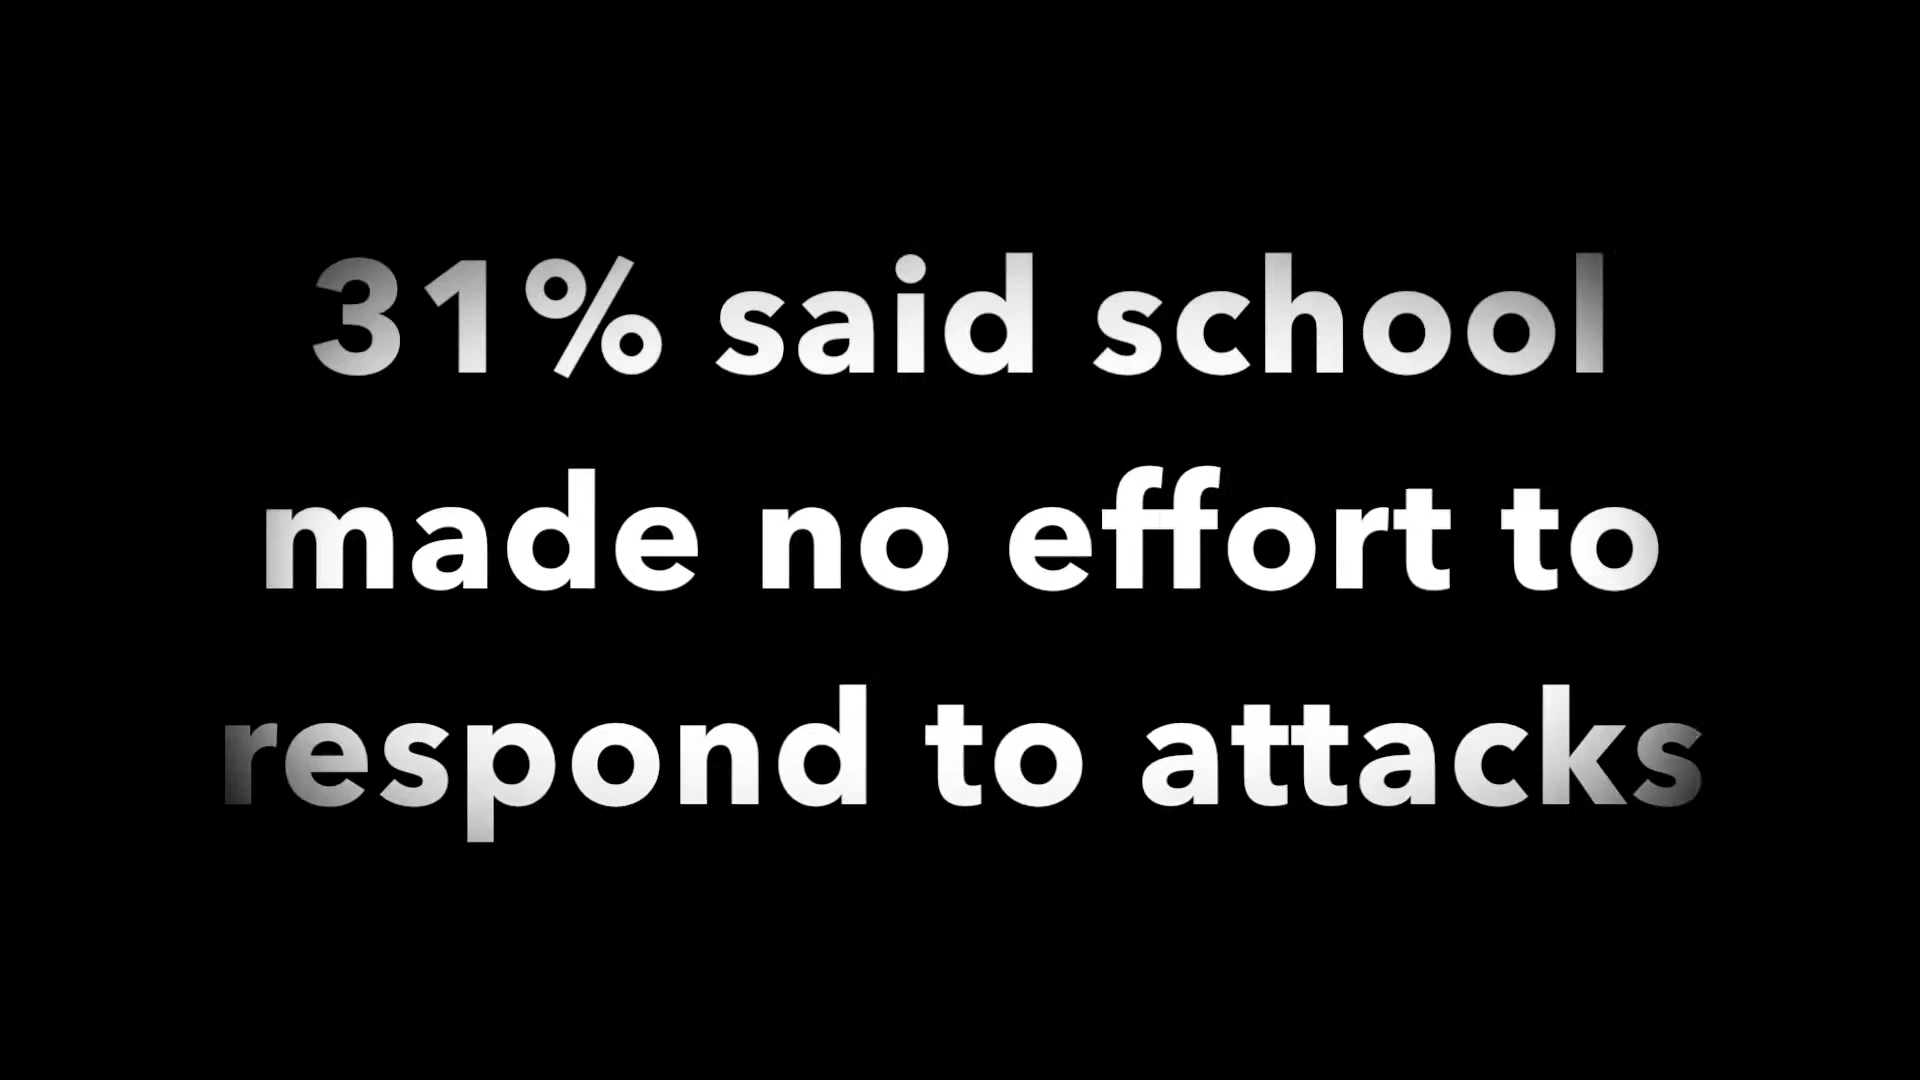 31% said school
made no effort to
respond to attacks